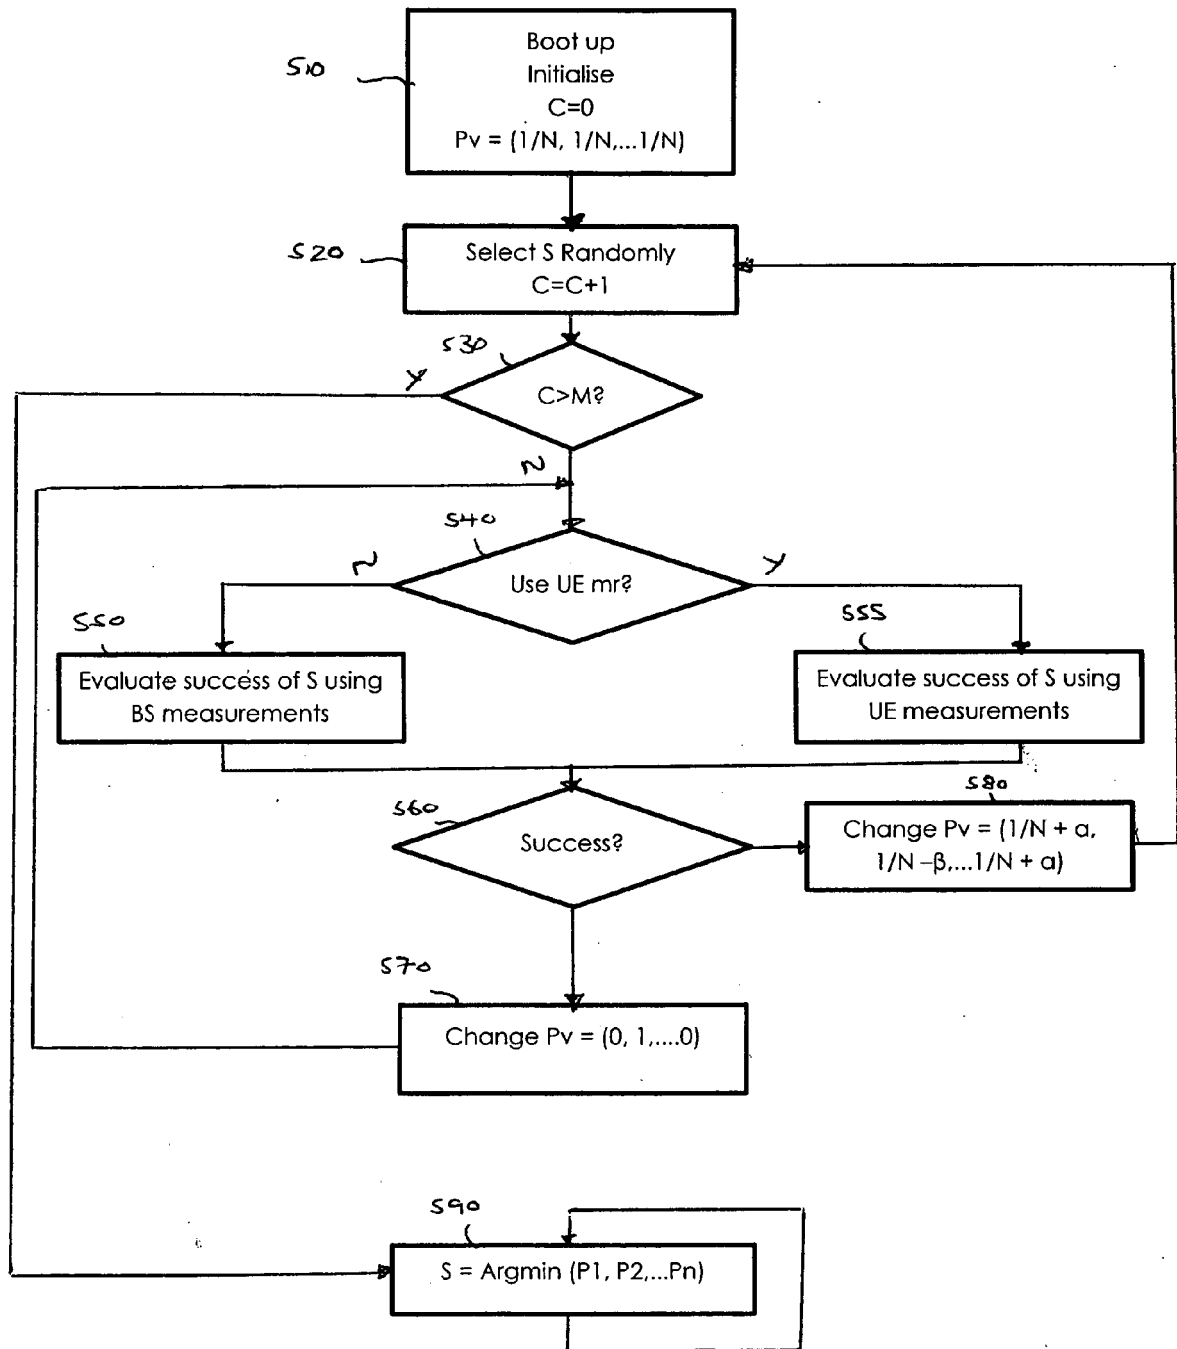 Boot up
Initialise
C=0
Pv = (1/N, 1/N,...1/N)
S10
Select S Randomly
C=C+1
S20
S30
C>M?
Y
N
S40
Use UE mr?
N
Y
S50
Evaluate success of S using
BS measurements
S55
Evaluate success of S using
UE measurements
S60
Success?
S80
Change Pv = (1/N + α,
1/N –β,...1/N + α)
S70
Change Pv = (0, 1,....0)
S90
S = Argmin (P1, P2,...Pn)